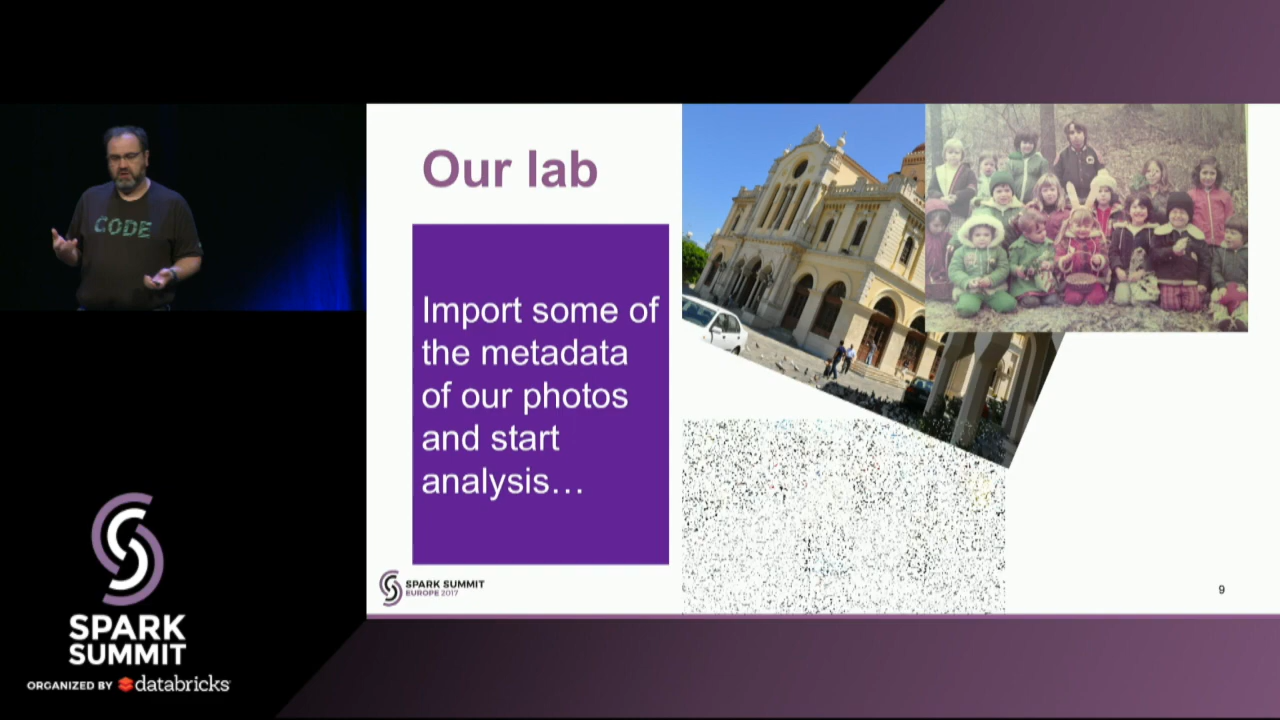 CODE
Our lab
Import some of
the metadata
of our photos
and start
analysis…
SPARK SUMMIT
EUROPE 2017
9
SPARK
SUMMIT
ORGANIZED BY databricks